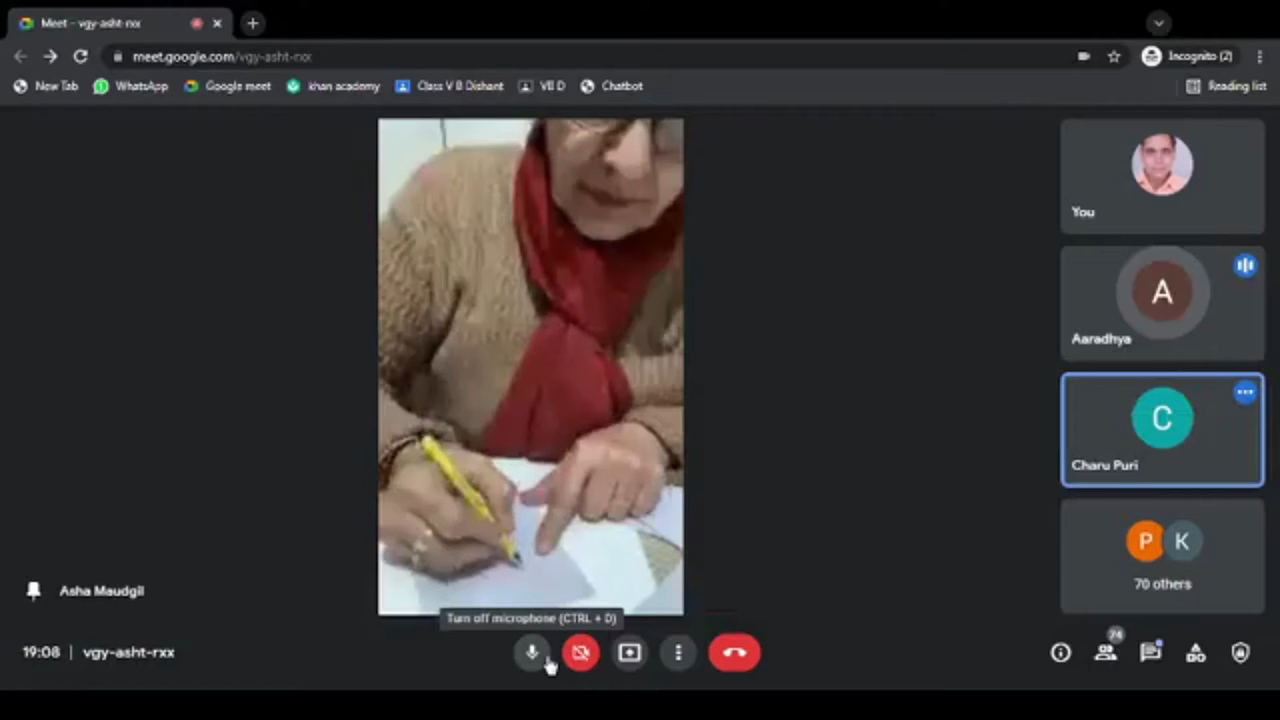 Meet - vgy-asht-rxx
meet.google.com/vgy-asht-rxx
Incognito (2)
New Tab WhatsApp Google meet khan academy Class V B Dishant VII D Chatbot Reading list
You
A
Aaradhya
C
Charu Puri
P K
70 others
Asha Maudgil
Turn off microphone (CTRL + D)
19:08 | vgy-asht-rxx
74